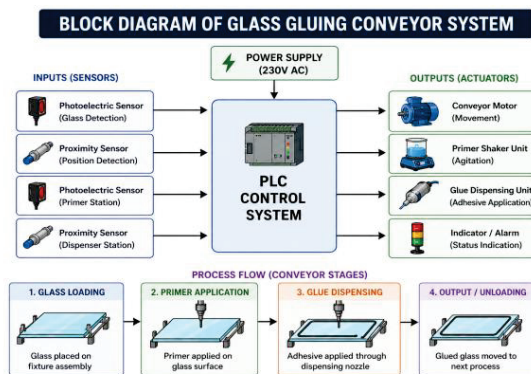 BLOCK DIAGRAM OF GLASS GLUING CONVEYOR SYSTEM
POWER SUPPLY
(230V AC)
INPUTS (SENSORS)
Photoelectric Sensor
(Glass Detection)
Proximity Sensor
(Position Detection)
Photoelectric Sensor
(Primer Station)
Proximity Sensor
(Dispenser Station)
PLC
CONTROL
SYSTEM
OUTPUTS (ACTUATORS)
Conveyor Motor
(Movement)
Primer Shaker Unit
(Agitation)
Glue Dispensing Unit
(Adhesive Application)
Indicator / Alarm
(Status Indication)
PROCESS FLOW (CONVEYOR STAGES)
1. GLASS LOADING
Glass placed on
fixture assembly
2. PRIMER APPLICATION
Primer applied on
glass surface
3. GLUE DISPENSING
Adhesive applied through
dispensing nozzle
4. OUTPUT / UNLOADING
Glued glass moved to
next process